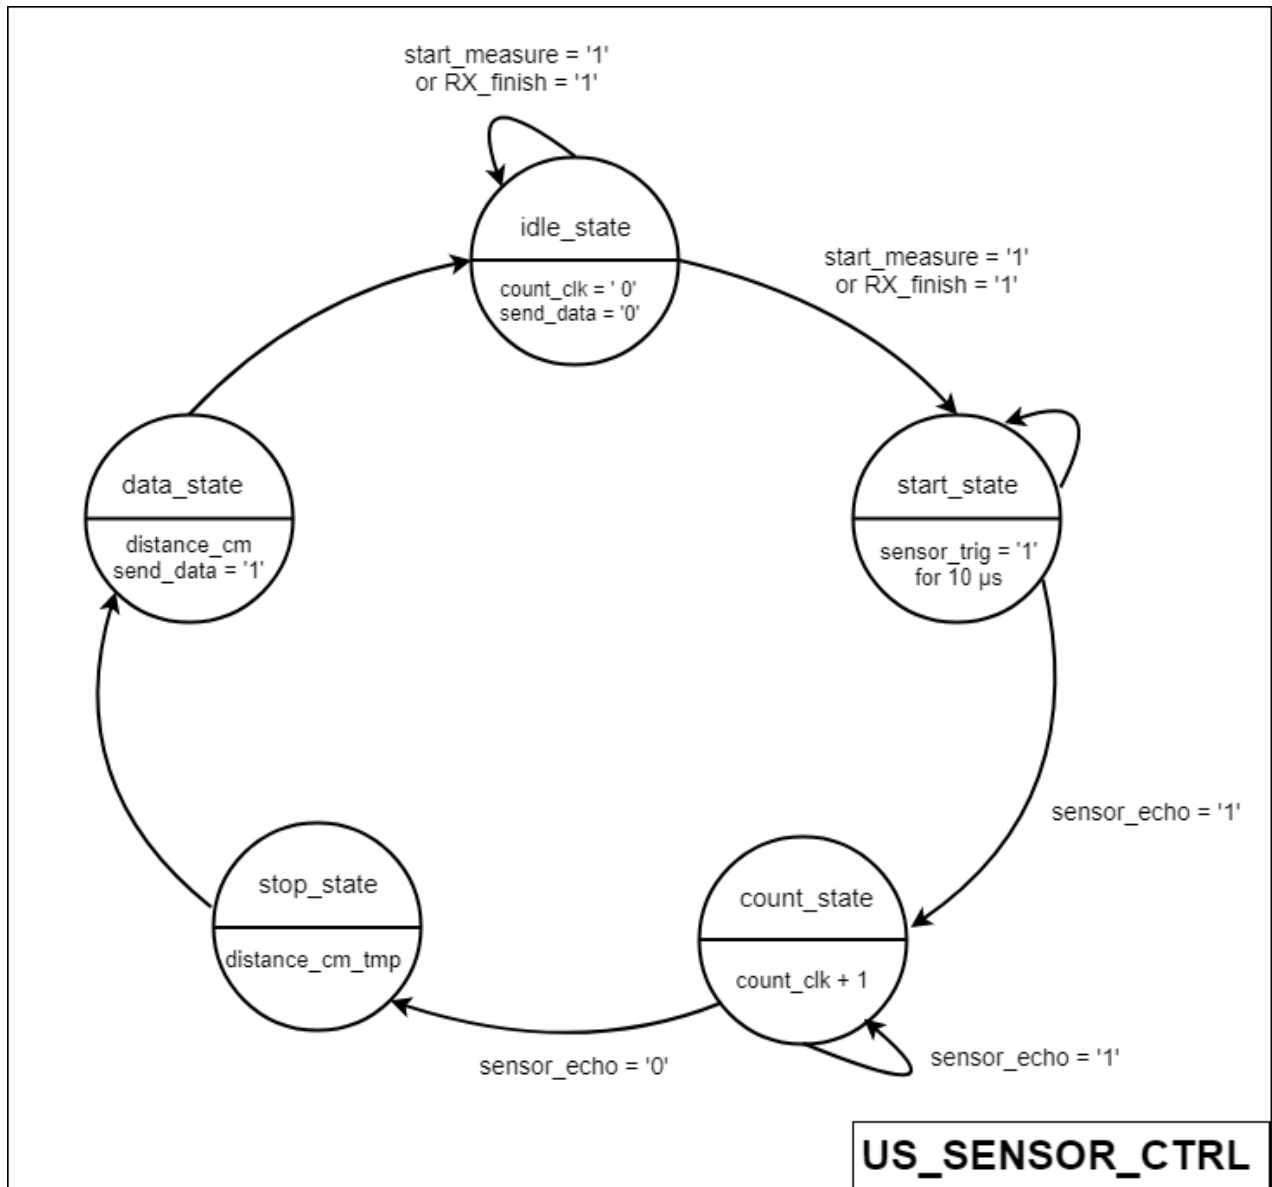 start_measure = '1'
or RX_finish = '1'
idle_state
count_clk = ' 0'
send_data = '0'
start_measure = '1'
or RX_finish = '1'
start_state
sensor_trig = '1'
for 10 µs
data_state
distance_cm
send_data = '1'
sensor_echo = '1'
count_state
count_clk + 1
stop_state
distance_cm_tmp
sensor_echo = '0'
sensor_echo = '1'
US_SENSOR_CTRL